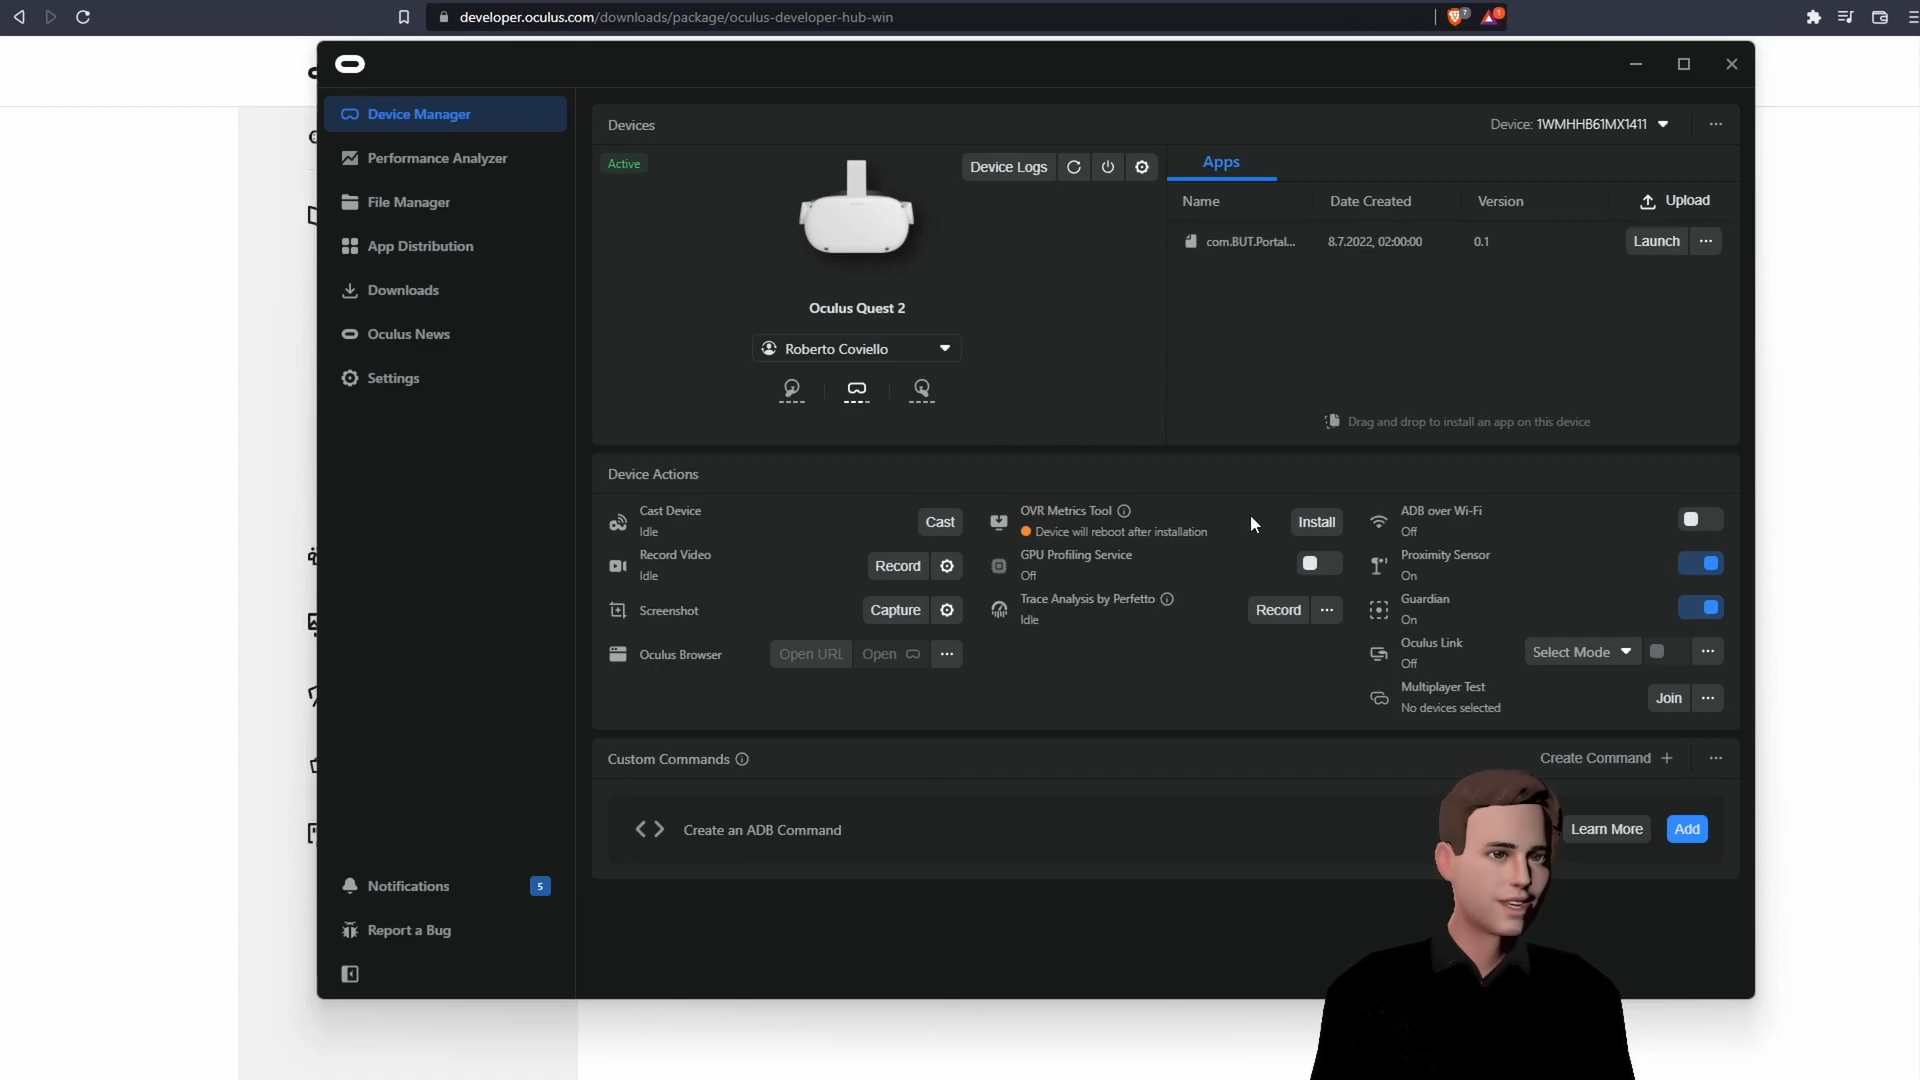 developer.oculus.com/downloads/package/oculus-developer-hub-win
7
1
Device Manager
Performance Analyzer
File Manager
App Distribution
Downloads
Oculus News
Settings
Notifications
5
Report a Bug
Devices
Device: 1WMHHB61MX1411
Active
Device Logs
Oculus Quest 2
Roberto Coviello
Apps
Name
Date Created
Version
Upload
com.BUT.Portal...
8.7.2022, 02:00:00
0.1
Launch
Drag and drop to install an app on this device
Device Actions
Cast Device
Idle
Cast
Record Video
Idle
Record
Screenshot
Capture
Oculus Browser
Open URL
Open
OVR Metrics Tool
Device will reboot after installation
Install
GPU Profiling Service
Off
Trace Analysis by Perfetto
Idle
Record
ADB over Wi-Fi
Off
Proximity Sensor
On
Guardian
On
Oculus Link
Off
Select Mode
Multiplayer Test
No devices selected
Join
Custom Commands
Create Command +
Create an ADB Command
Learn More
Add